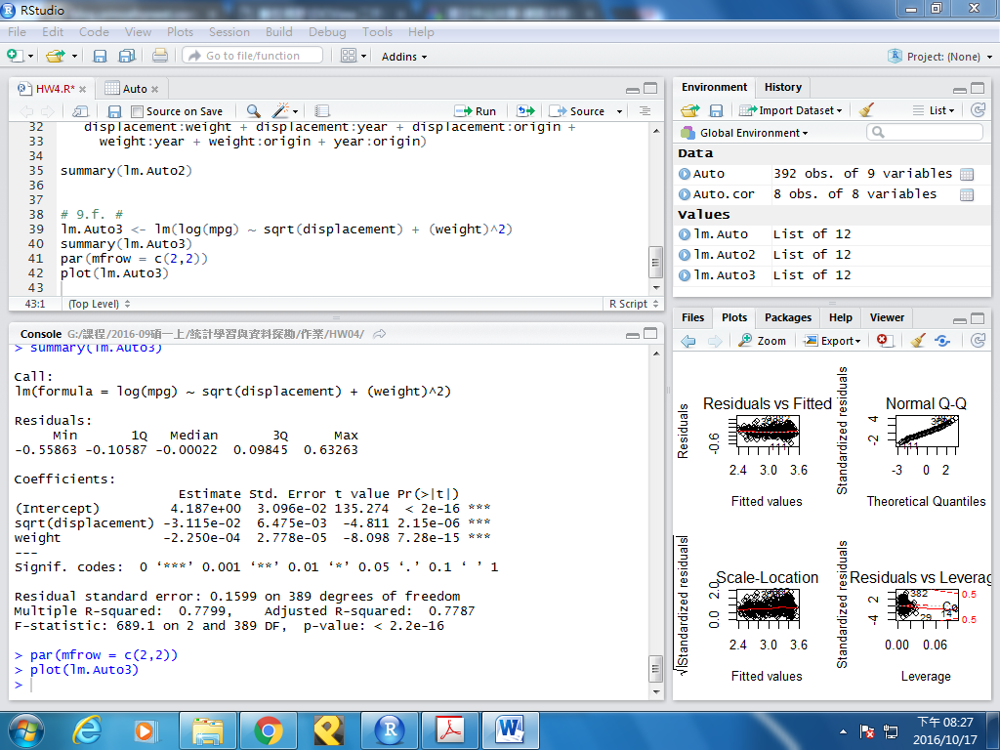 RStudio
File Edit Code View Plots Session Build Debug Tools Help
Go to file/function Addins Project: (None)
HW4.R* Auto
Source on Save Run Source
32 displacement:weight + displacement:year + displacement:origin +
33 weight:year + weight:origin + year:origin)
34
35 summary(lm.Auto2)
36
37
38 # 9.f. #
39 lm.Auto3 <- lm(log(mpg) ~ sqrt(displacement) + (weight)^2)
40 summary(lm.Auto3)
41 par(mfrow = c(2,2))
42 plot(lm.Auto3)
43
43:1 (Top Level) R Script
Console G:/課程/2016-09碩一上/統計學習與資料探勘/作業/HW04/
> summary(lm.Auto3)
Call:
lm(formula = log(mpg) ~ sqrt(displacement) + (weight)^2)
Residuals:
Min 1Q Median 3Q Max
-0.55863 -0.10587 -0.00022 0.09845 0.63263
Coefficients:
Estimate Std. Error t value Pr(>|t|)
(Intercept) 4.187e+00 3.096e-02 135.274 < 2e-16 ***
sqrt(displacement) -3.115e-02 6.475e-03 -4.811 2.15e-06 ***
weight -2.250e-04 2.778e-05 -8.098 7.28e-15 ***
---
Signif. codes: 0 ‘***’ 0.001 ‘**’ 0.01 ‘*’ 0.05 ‘.’ 0.1 ‘ ’ 1
Residual standard error: 0.1599 on 389 degrees of freedom
Multiple R-squared: 0.7799, Adjusted R-squared: 0.7787
F-statistic: 689.1 on 2 and 389 DF, p-value: < 2.2e-16
> par(mfrow = c(2,2))
> plot(lm.Auto3)
>
Environment History
Import Dataset List
Global Environment
Data
Auto 392 obs. of 9 variables
Auto.cor 8 obs. of 8 variables
Values
lm.Auto List of 12
lm.Auto2 List of 12
lm.Auto3 List of 12
Files Plots Packages Help Viewer
Zoom Export
Residuals vs Fitted
Residuals
-0.6
2.4 3.0 3.6
Fitted values
Normal Q-Q
Standardized residuals
-2 4
-3 0 2
Theoretical Quantiles
Scale-Location
√|Standardized residuals|
0.0 2.0
2.4 3.0 3.6
Fitted values
Residuals vs Leverag
Standardized residuals
-4 2
382
29 14
0.5
0.5
0.00 0.06
Leverage
下午 08:27
2016/10/17